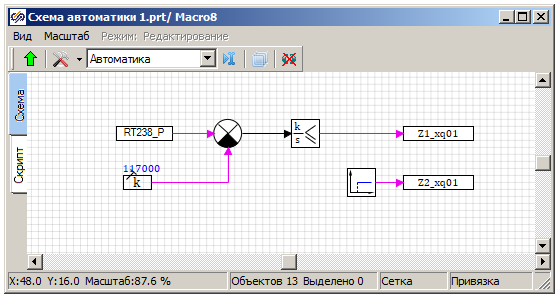 Схема автоматики 1.prt/ Macro8
Вид Масштаб Режим: Редактирование
Автоматика
Схема
Скрипт
RT238_P
k
s
Z1_xq01
117000
k
Z2_xq01
X:48.0 Y:16.0 Масштаб:87.6 % Объектов 13 Выделено 0 Сетка Привязка